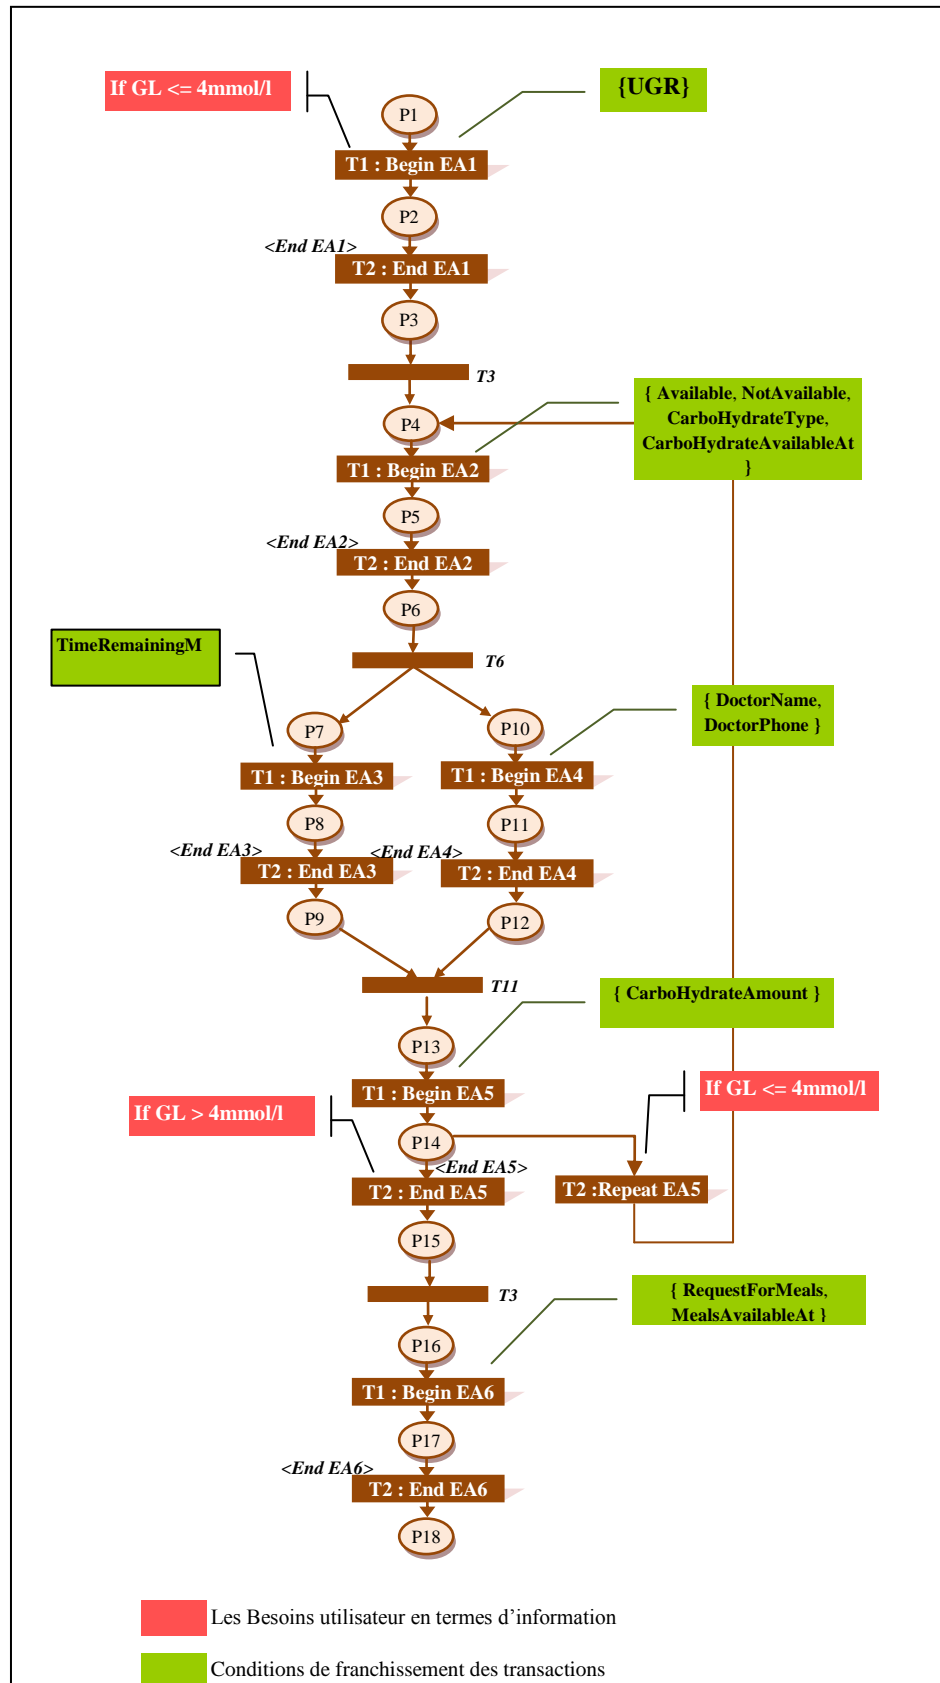 If GL <= 4mmol/l
{UGR}
P1
T1 : Begin EA1
P2
<End EA1>
T2 : End EA1
P3
T3
{ Available, NotAvailable,
CarboHydrateType,
CarboHydrateAvailableAt
}
P4
T1 : Begin EA2
P5
<End EA2>
T2 : End EA2
P6
TimeRemainingM
T6
{ DoctorName,
DoctorPhone }
P7
P10
T1 : Begin EA3
T1 : Begin EA4
P8
P11
<End EA3>
<End EA4>
T2 : End EA3
T2 : End EA4
P9
P12
T11
{ CarboHydrateAmount }
P13
T1 : Begin EA5
If GL <= 4mmol/l
If GL > 4mmol/l
P14
<End EA5>
T2 : End EA5
T2 :Repeat EA5
P15
T3
{ RequestForMeals,
MealsAvailableAt }
P16
T1 : Begin EA6
P17
<End EA6>
T2 : End EA6
P18
Les Besoins utilisateur en termes d’information
Conditions de franchissement des transactions